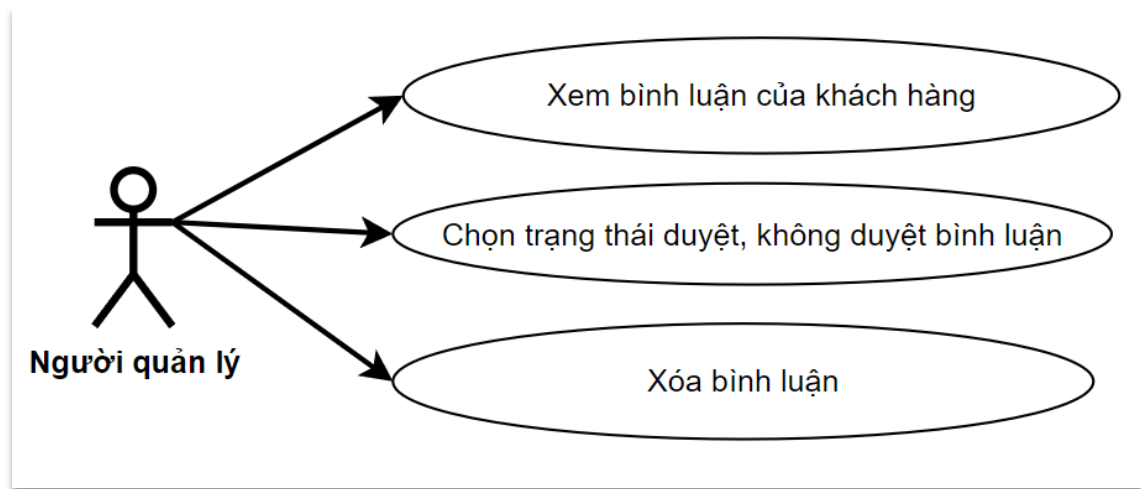 Xem bình luận của khách hàng
Chọn trạng thái duyệt, không duyệt bình luận
Người quản lý
Xóa bình luận